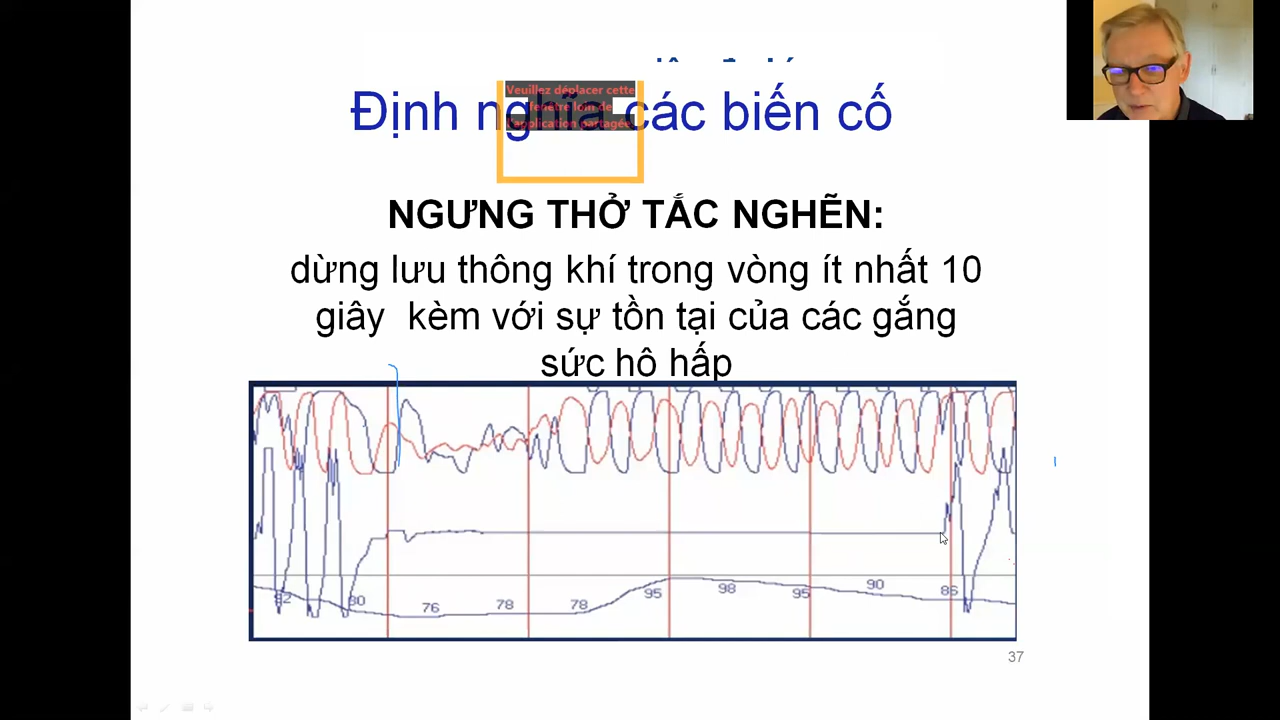 Định nghĩa các biến cố
Veuillez déplacer cette
fenêtre loin de
l'application partagée
NGƯNG THỞ TẮC NGHẼN:
dừng lưu thông khí trong vòng ít nhất 10
giây kèm với sự tồn tại của các gắng
sức hô hấp
82 80 76 78 78 95 98 95 90 86
37